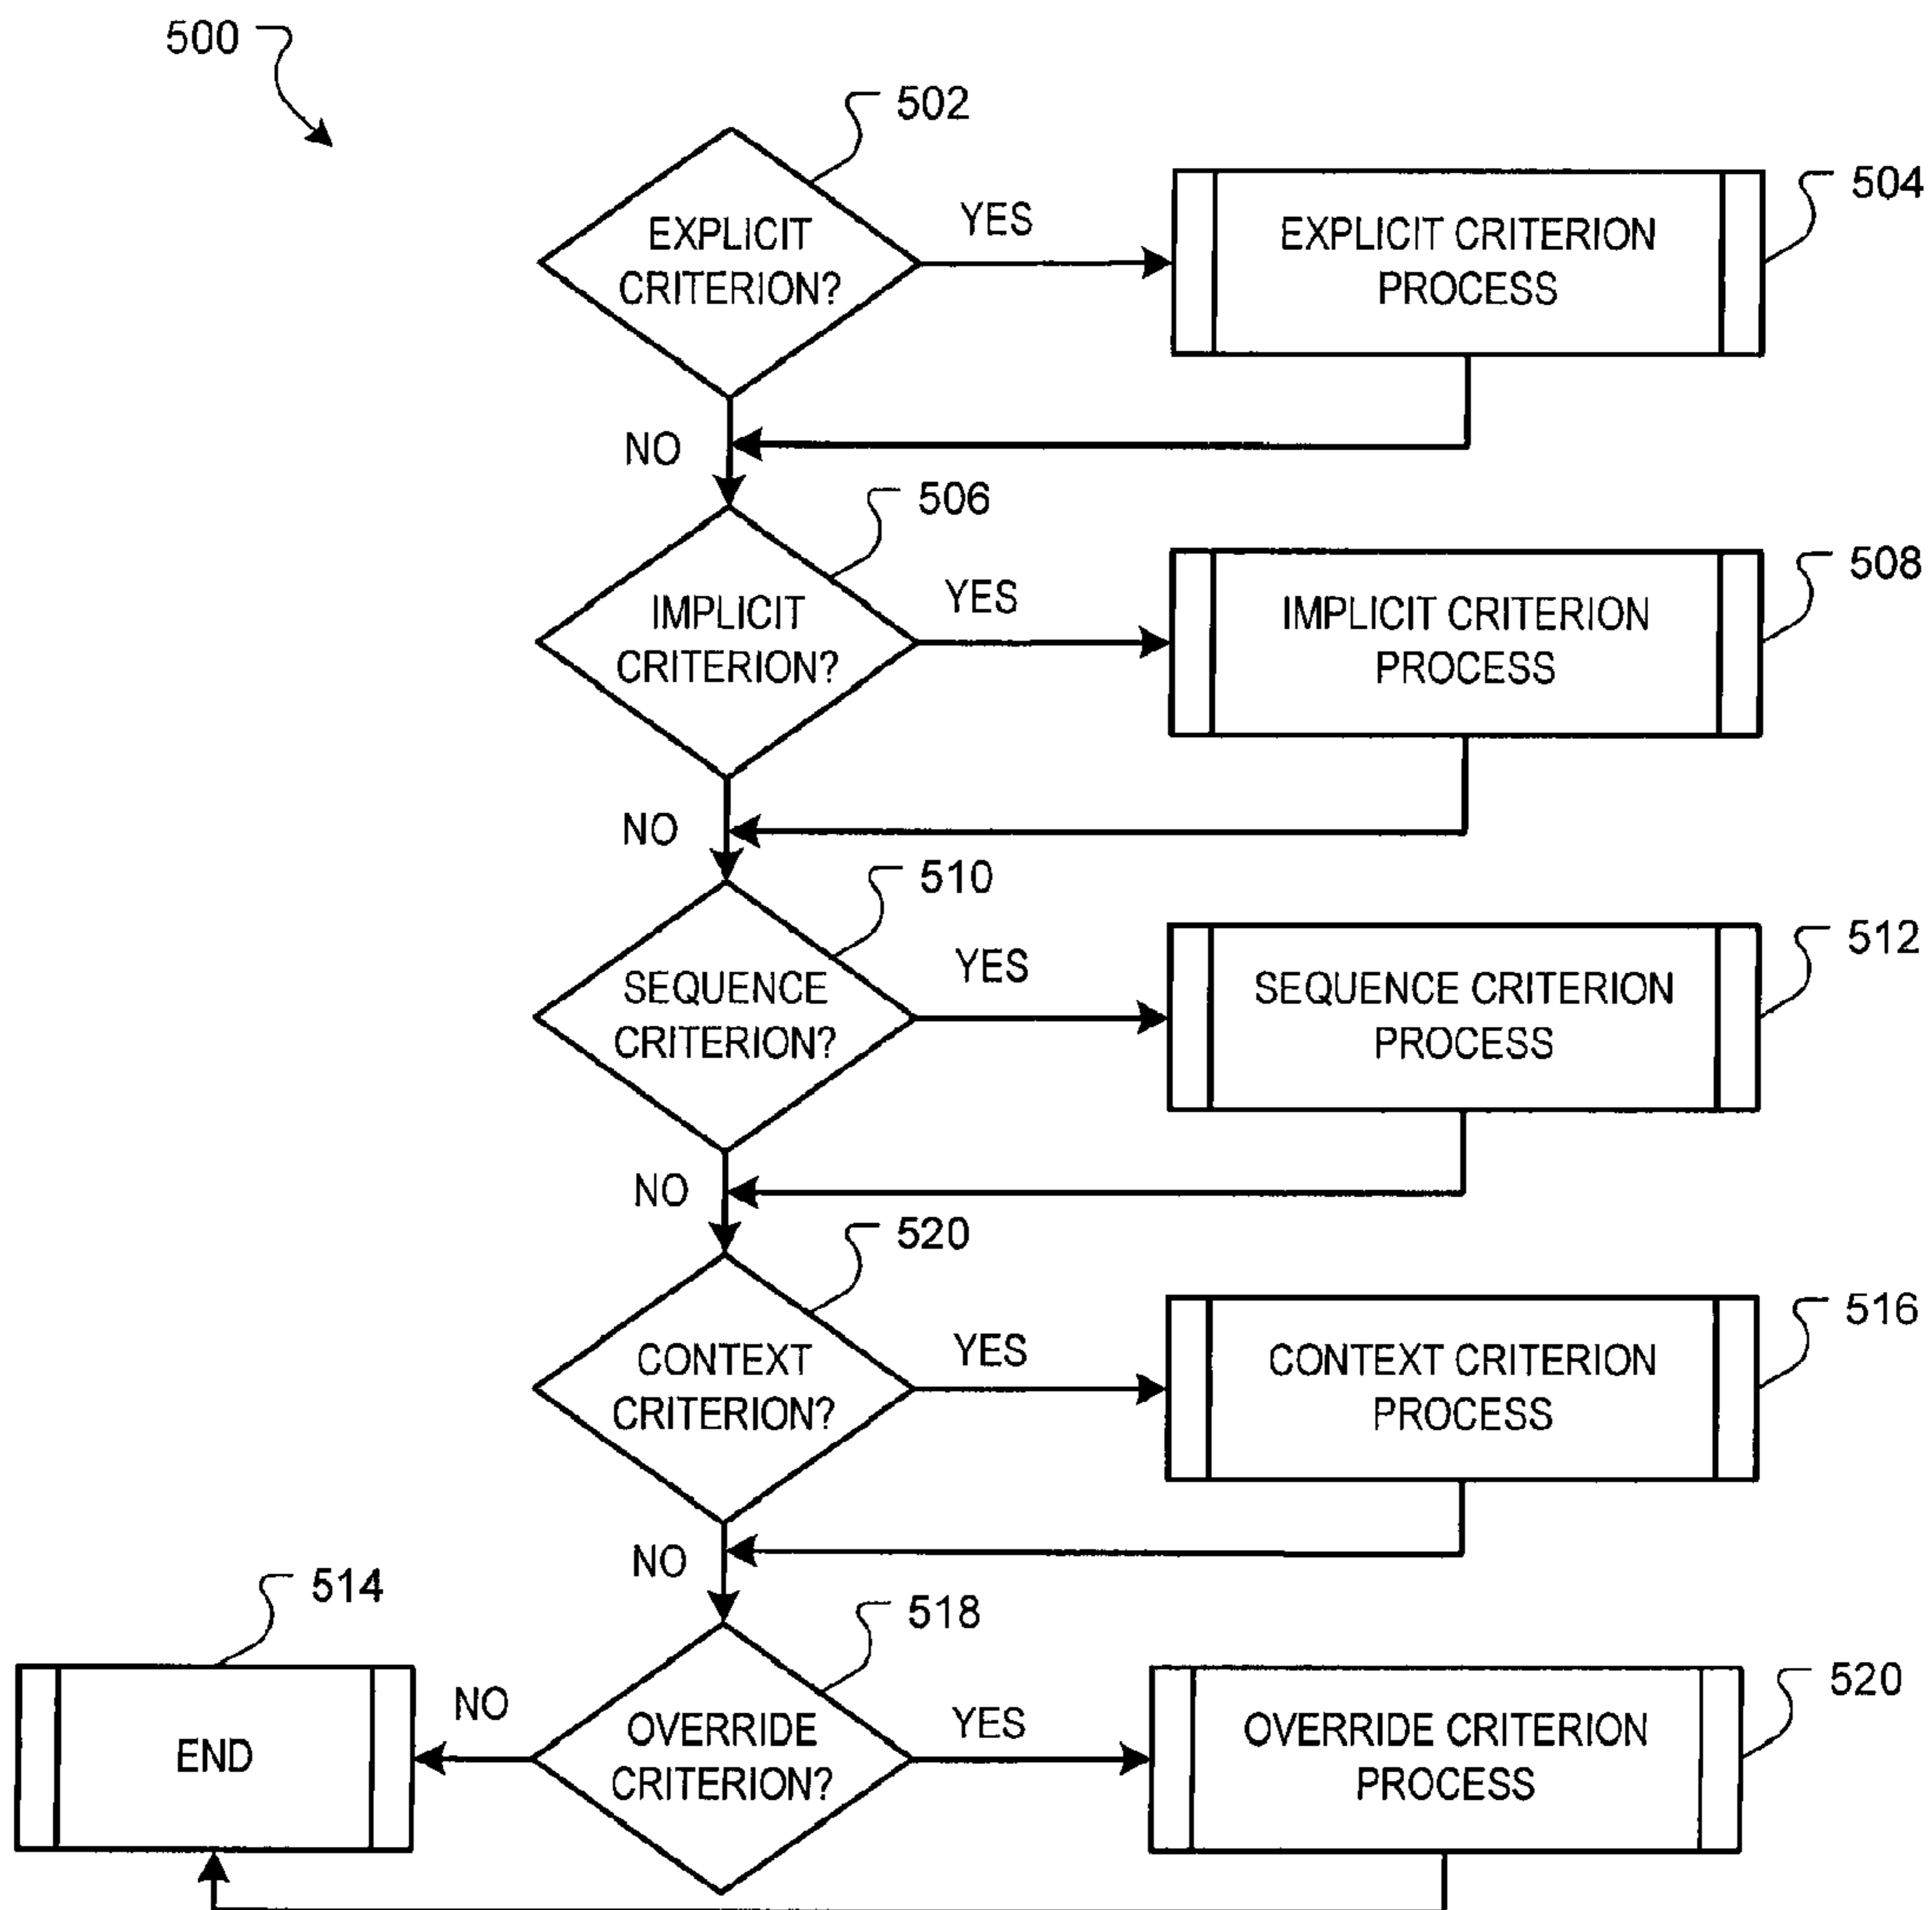 500
502
EXPLICIT
CRITERION?
YES
EXPLICIT CRITERION
PROCESS
504
NO
506
IMPLICIT
CRITERION?
YES
IMPLICIT CRITERION
PROCESS
508
NO
510
SEQUENCE
CRITERION?
YES
SEQUENCE CRITERION
PROCESS
512
NO
520
CONTEXT
CRITERION?
YES
CONTEXT CRITERION
PROCESS
516
NO
514
END
NO
518
OVERRIDE
CRITERION?
YES
OVERRIDE CRITERION
PROCESS
520